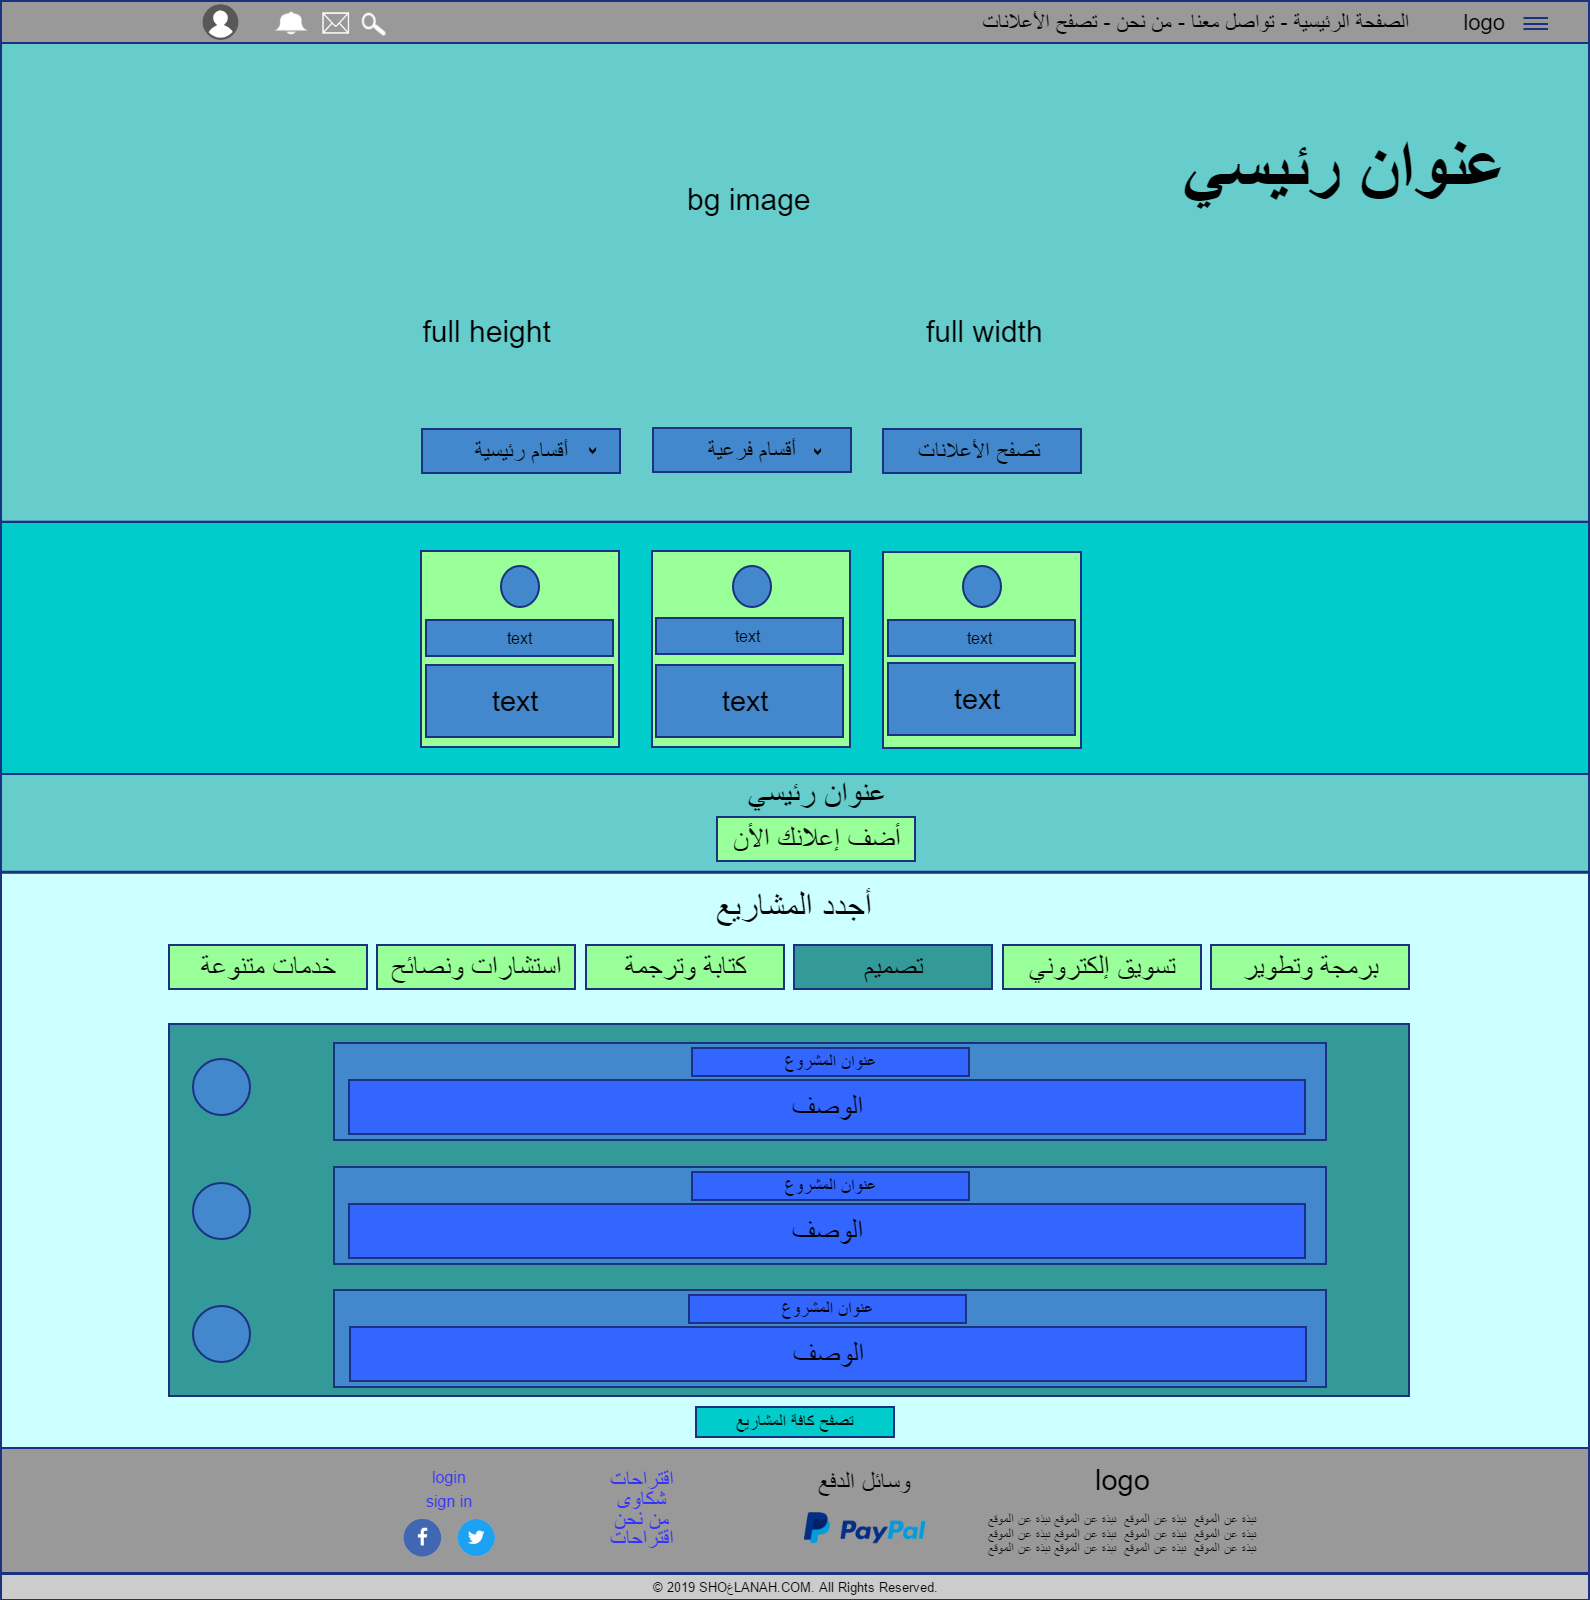 logo
الصفحة الرئيسية - تواصل معنا - من نحن - تصفح الأعلانات
عنوان رئيسي
bg image
full width
full height
تصفح الأعلانات
أقسام فرعية
أقسام رئيسية
text
text
text
text
text
text
عنوان رئيسي
أضف إعلانك الأن
أجدد المشاريع
برمجة وتطوير
تسويق إلكتروني
تصميم
كتابة وترجمة
استشارات ونصائح
خدمات متنوعة
عنوان المشروع
الوصف
عنوان المشروع
الوصف
عنوان المشروع
الوصف
تصفح كافة المشاريع
logo
نبذه عن الموقع نبذه عن الموقع نبذه عن الموقع نبذه عن الموقع
نبذه عن الموقع نبذه عن الموقع نبذه عن الموقع نبذه عن الموقع
نبذه عن الموقع نبذه عن الموقع نبذه عن الموقع نبذه عن الموقع
وسائل الدفع
PayPal
اقتراحات
شكاوى
من نحن
اقتراحات
login
sign in
© 2019 SHOغLANAH.COM. All Rights Reserved.